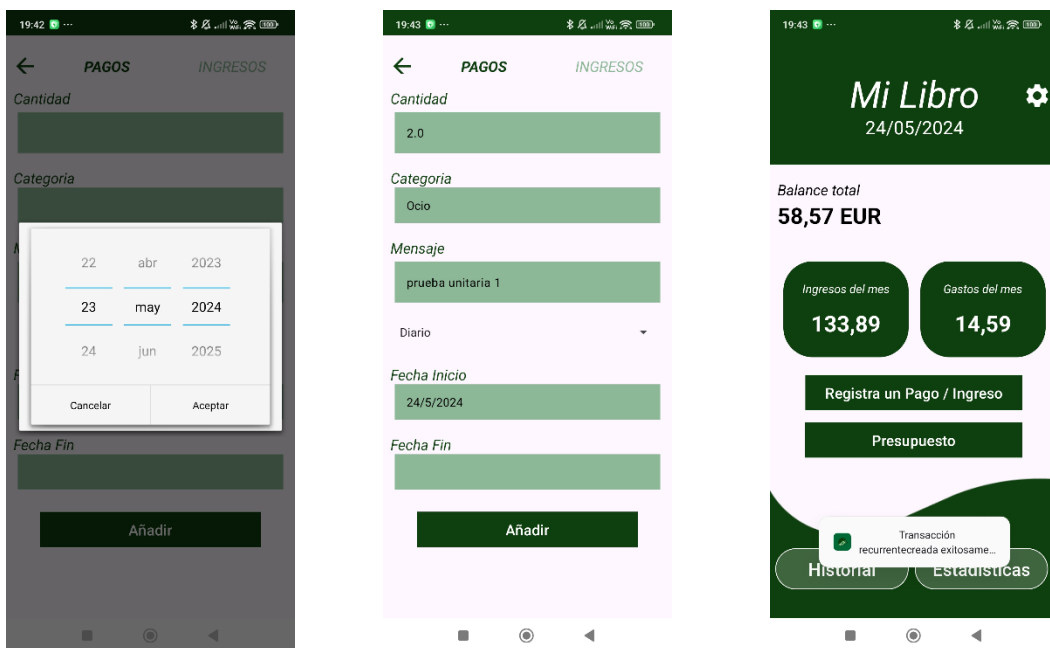 19:42
PAGOS INGRESOS
Cantidad
Categoria
M
22 abr 2023
23 may 2024
24 jun 2025
F
Cancelar Aceptar
Fecha Fin
Añadir
19:43
PAGOS INGRESOS
Cantidad
2.0
Categoria
Ocio
Mensaje
prueba unitaria 1
Diario
Fecha Inicio
24/5/2024
Fecha Fin
Añadir
19:43
Mi Libro
24/05/2024
Balance total
58,57 EUR
Ingresos del mes Gastos del mes
133,89 14,59
Registra un Pago / Ingreso
Presupuesto
Transacción
recurrentecreada exitosame...
Historial Estadísticas